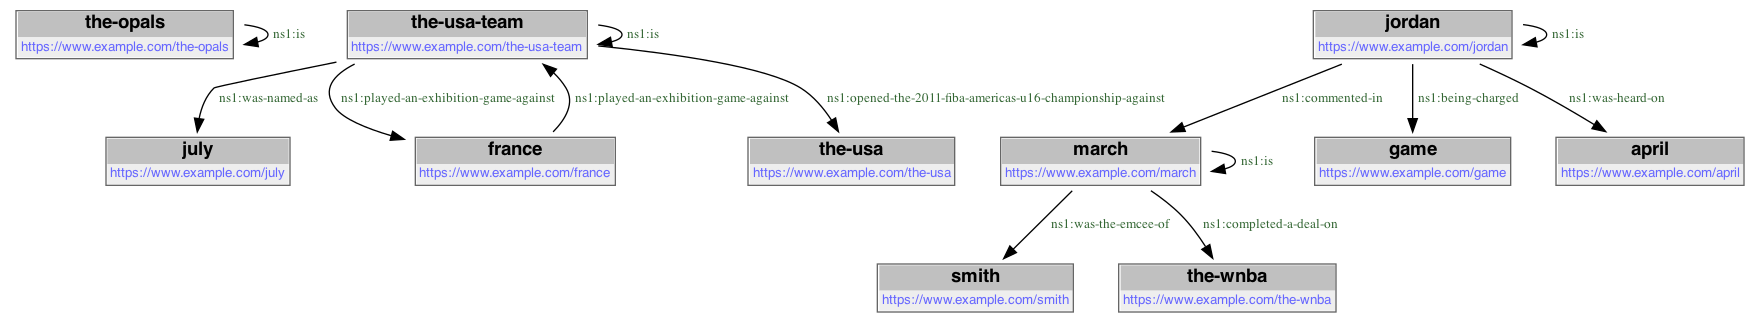 the-opals
https://www.example.com/the-opals
ns1:is
the-usa-team
https://www.example.com/the-usa-team
ns1:is
jordan
https://www.example.com/jordan
ns1:is
ns1:was-named-as
ns1:played-an-exhibition-game-against
ns1:played-an-exhibition-game-against
ns1:opened-the-2011-fiba-americas-u16-championship-against
ns1:commented-in
ns1:being-charged
ns1:was-heard-on
july
https://www.example.com/july
france
https://www.example.com/france
the-usa
https://www.example.com/the-usa
march
https://www.example.com/march
ns1:is
game
https://www.example.com/game
april
https://www.example.com/april
ns1:was-the-emcee-of
ns1:completed-a-deal-on
smith
https://www.example.com/smith
the-wnba
https://www.example.com/the-wnba